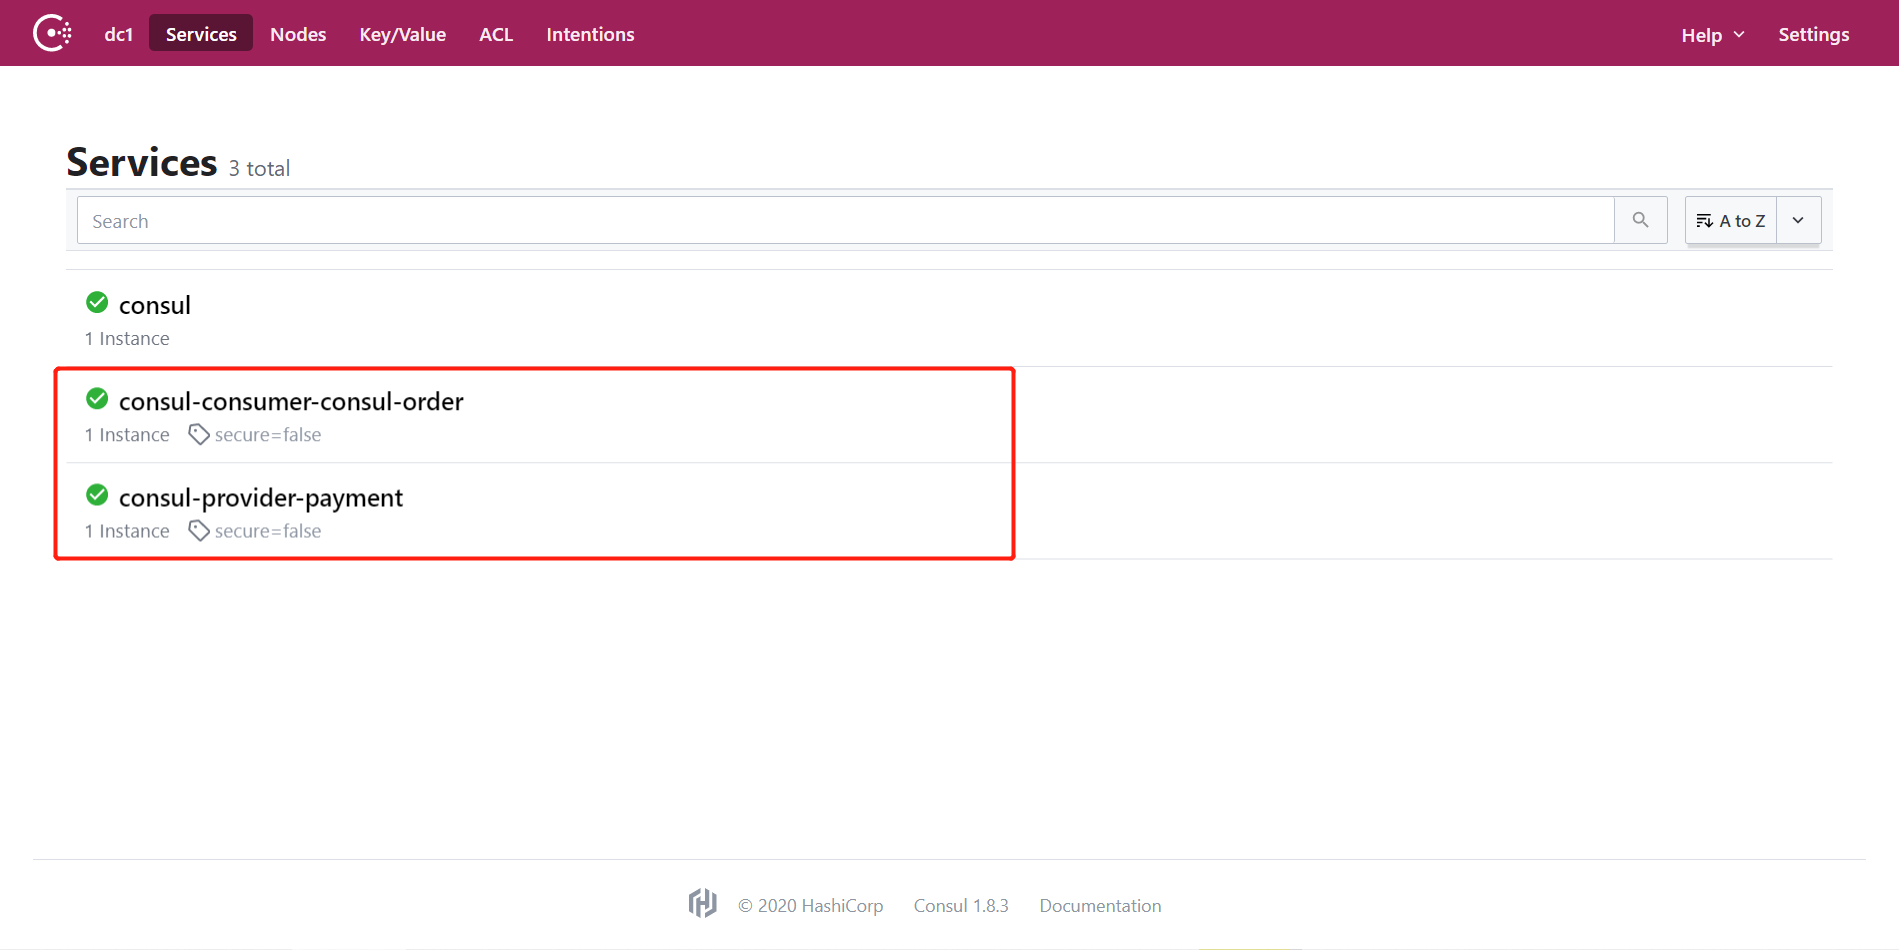 dc1 Services Nodes Key/Value ACL Intentions Help Settings
Services 3 total
Search A to Z
consul
1 Instance
consul-consumer-consul-order
1 Instance secure=false
consul-provider-payment
1 Instance secure=false
© 2020 HashiCorp Consul 1.8.3 Documentation